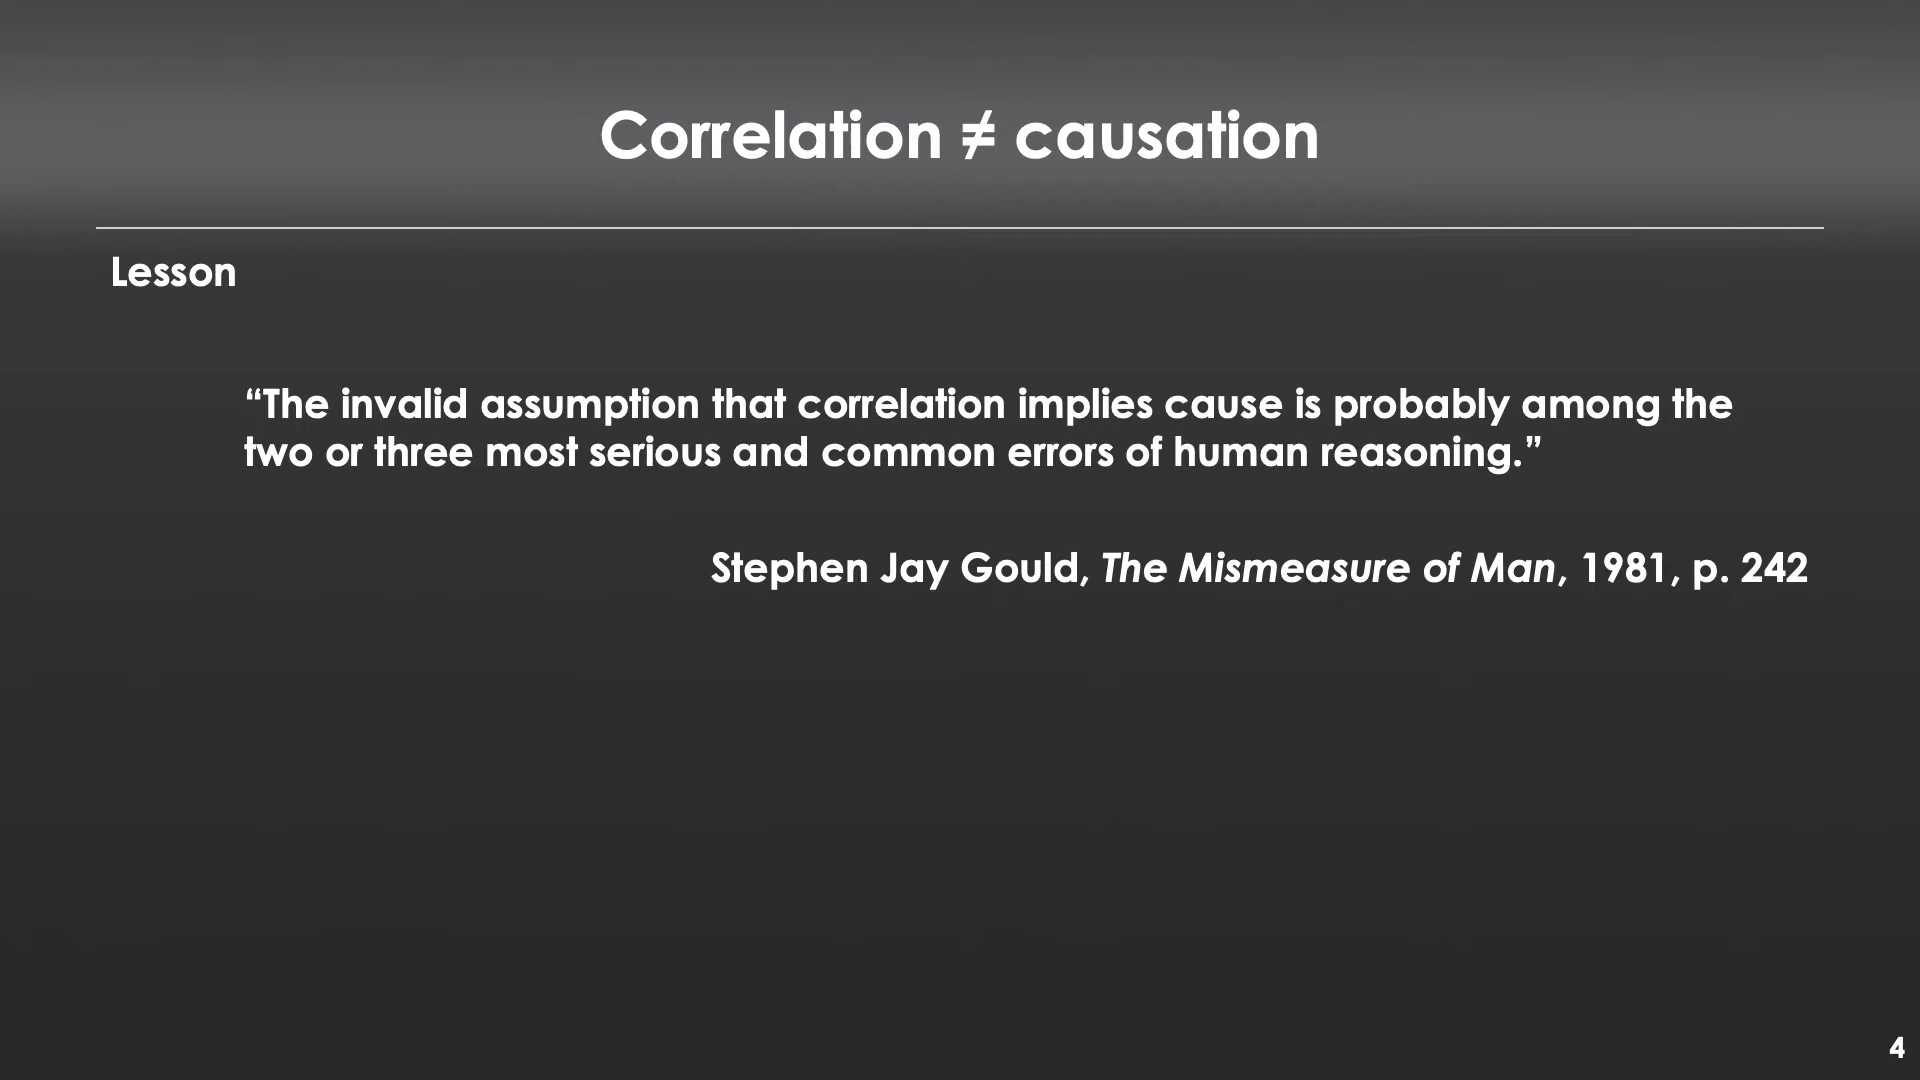 Correlation ≠ causation
Lesson
“The invalid assumption that correlation implies cause is probably among the
two or three most serious and common errors of human reasoning.”
Stephen Jay Gould, The Mismeasure of Man, 1981, p. 242
4